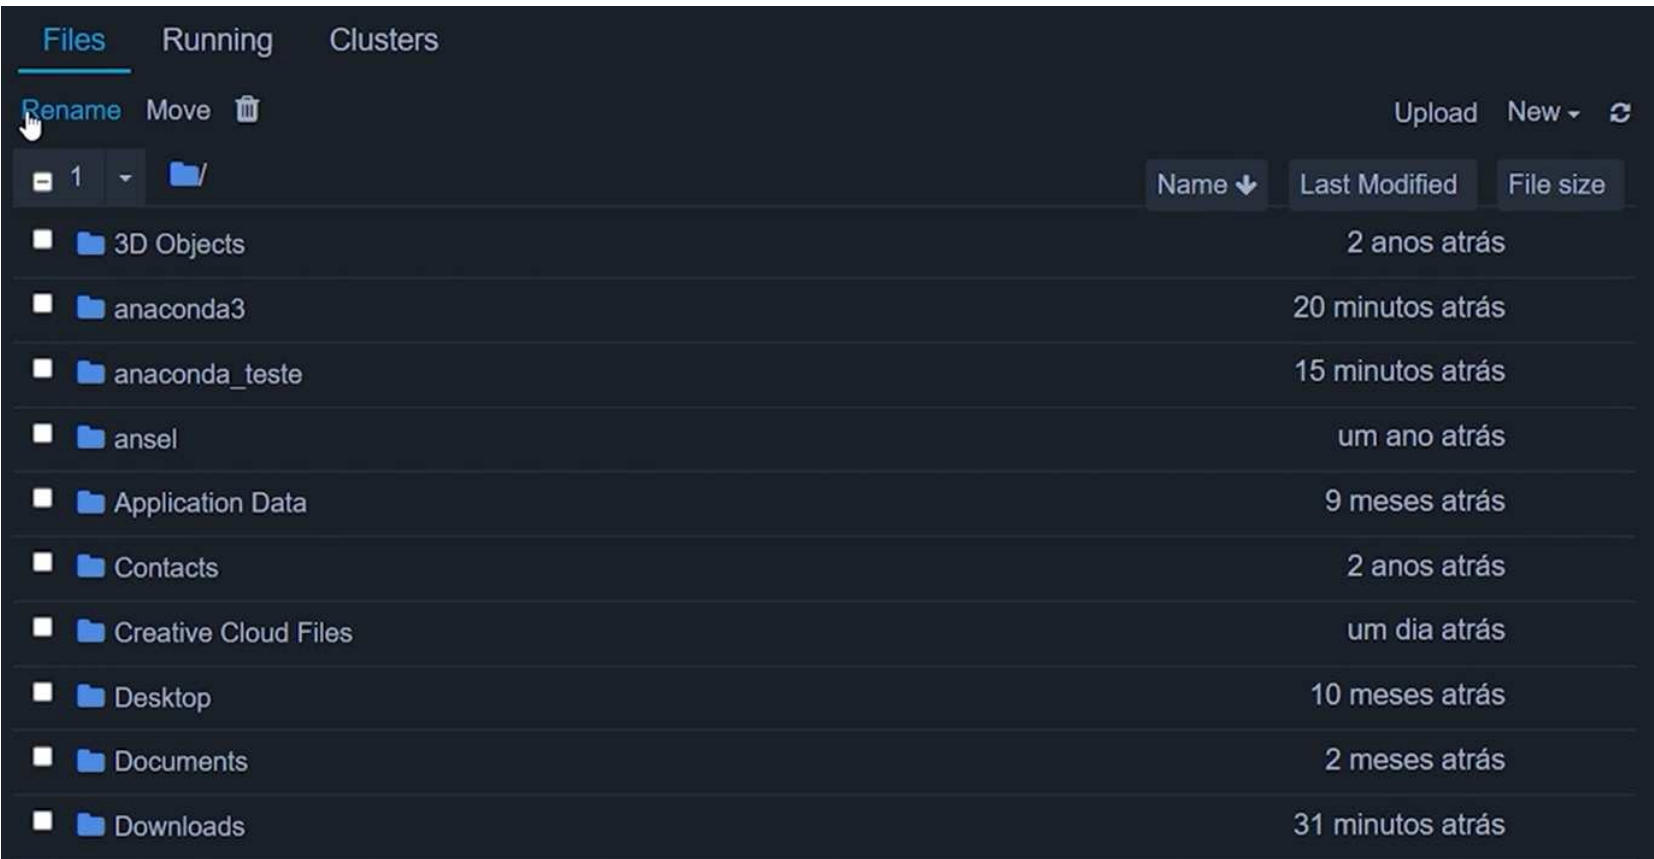 Files Running Clusters
Rename Move Upload New
1 / Name Last Modified File size
3D Objects 2 anos atrás
anaconda3 20 minutos atrás
anaconda_teste 15 minutos atrás
ansel um ano atrás
Application Data 9 meses atrás
Contacts 2 anos atrás
Creative Cloud Files um dia atrás
Desktop 10 meses atrás
Documents 2 meses atrás
Downloads 31 minutos atrás